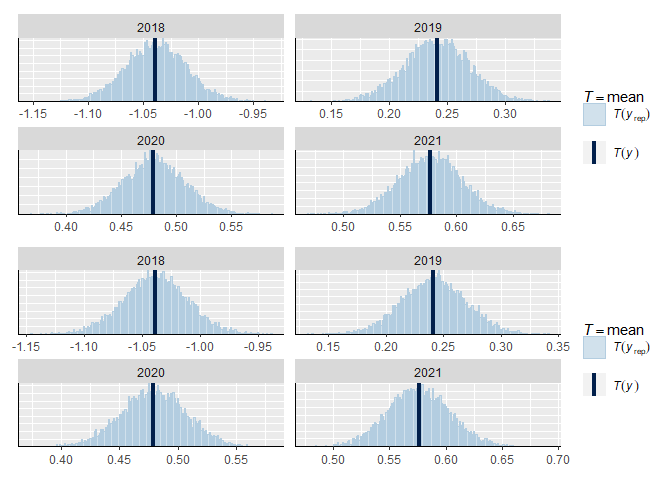 2018 2019
-1.15 -1.10 -1.05 -1.00 -0.95 0.15 0.20 0.25 0.30
2020 2021
0.40 0.45 0.50 0.55 0.50 0.55 0.60 0.65
T = mean
T(yrep)
T(y)
2018 2019
-1.15 -1.10 -1.05 -1.00 -0.95 0.15 0.20 0.25 0.30 0.35
2020 2021
0.40 0.45 0.50 0.55 0.50 0.55 0.60 0.65 0.70
T = mean
T(yrep)
T(y)